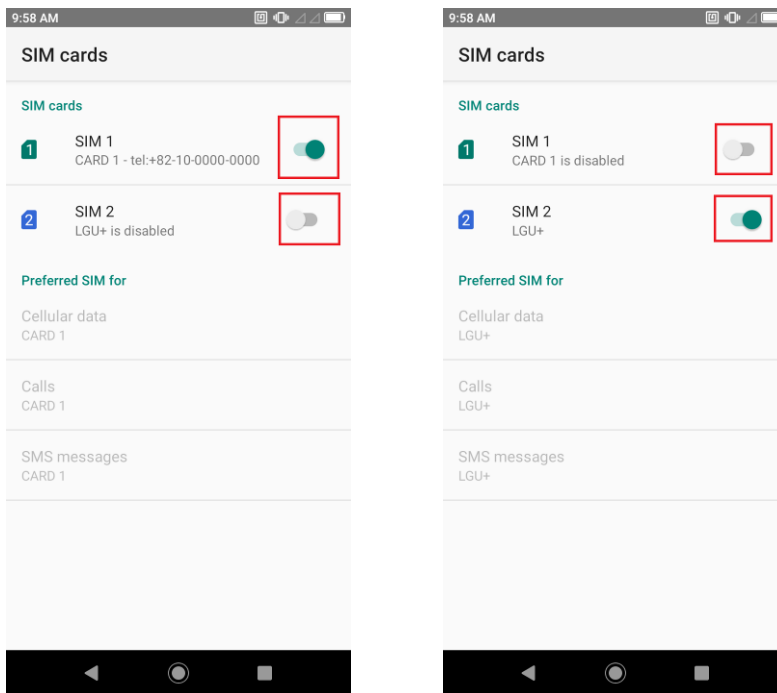 9:58 AM
SIM cards
SIM cards
1
SIM 1
CARD 1 - tel:+82-10-0000-0000
2
SIM 2
LGU+ is disabled
Preferred SIM for
Cellular data
CARD 1
Calls
CARD 1
SMS messages
CARD 1
9:58 AM
SIM cards
SIM cards
1
SIM 1
CARD 1 is disabled
2
SIM 2
LGU+
Preferred SIM for
Cellular data
LGU+
Calls
LGU+
SMS messages
LGU+